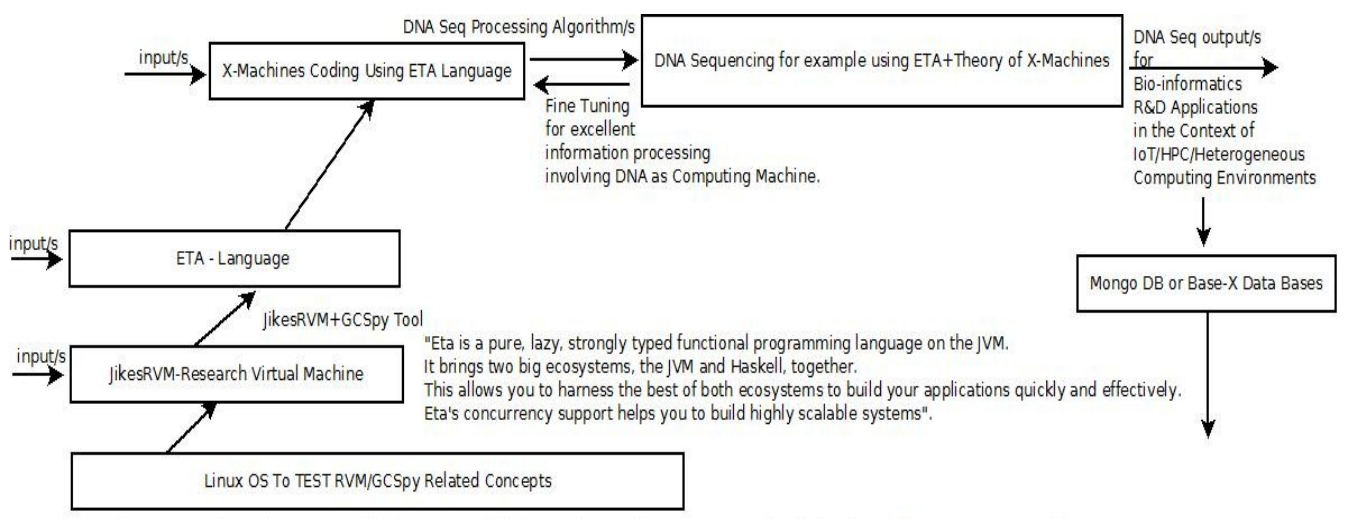 DNA Seq Processing Algorithm/s
input/s
X-Machines Coding Using ETA Language
DNA Sequencing for example using ETA+Theory of X-Machines
DNA Seq output/s
for
Bio-informatics
R&D Applications
in the Context of
IoT/HPC/Heterogeneous
Computing Environments
Fine Tuning
for excellent
information processing
involving DNA as Computing Machine.
input/s
ETA - Language
Mongo DB or Base-X Data Bases
JikesRVM+GCSpy Tool
input/s
JikesRVM-Research Virtual Machine
"Eta is a pure, lazy, strongly typed functional programming language on the JVM.
It brings two big ecosystems, the JVM and Haskell, together.
This allows you to harness the best of both ecosystems to build your applications quickly and effectively.
Eta's concurrency support helps you to build highly scalable systems".
Linux OS To TEST RVM/GCSpy Related Concepts